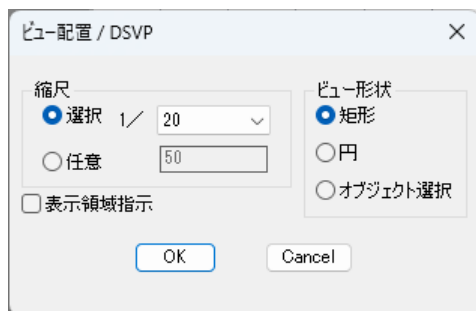 ビュー配置 / DSVP
縮尺
選択 1／ 20
任意 50
表示領域指示
ビュー形状
矩形
円
オブジェクト選択
OK Cancel